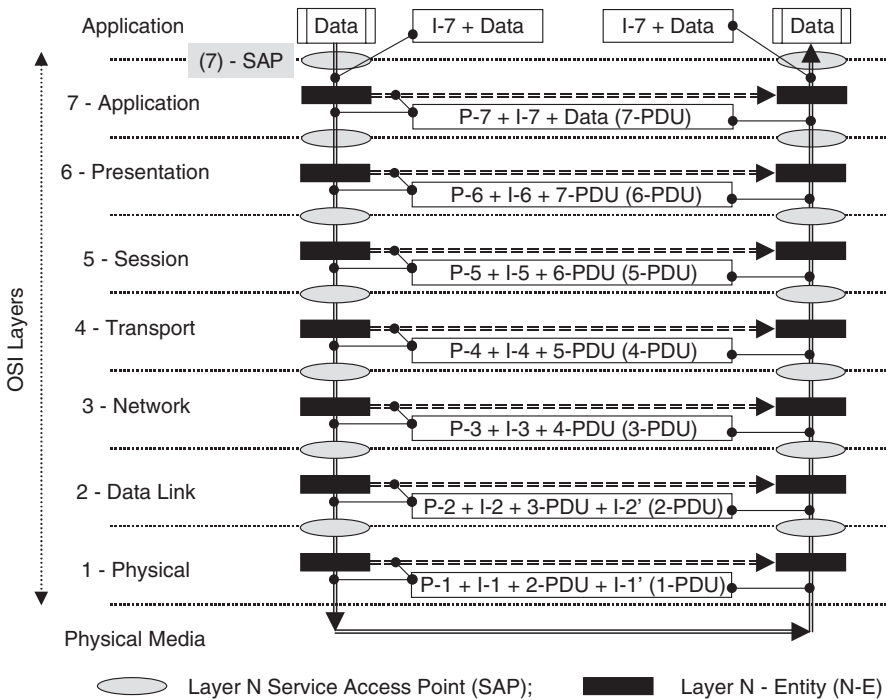 Application
Data
I-7 + Data
I-7 + Data
Data
(7) - SAP
7 - Application
P-7 + I-7 + Data (7-PDU)
6 - Presentation
P-6 + I-6 + 7-PDU (6-PDU)
5 - Session
P-5 + I-5 + 6-PDU (5-PDU)
OSI Layers
4 - Transport
P-4 + I-4 + 5-PDU (4-PDU)
3 - Network
P-3 + I-3 + 4-PDU (3-PDU)
2 - Data Link
P-2 + I-2 + 3-PDU + I-2' (2-PDU)
1 - Physical
P-1 + I-1 + 2-PDU + I-1' (1-PDU)
Physical Media
Layer N Service Access Point (SAP);
Layer N - Entity (N-E)